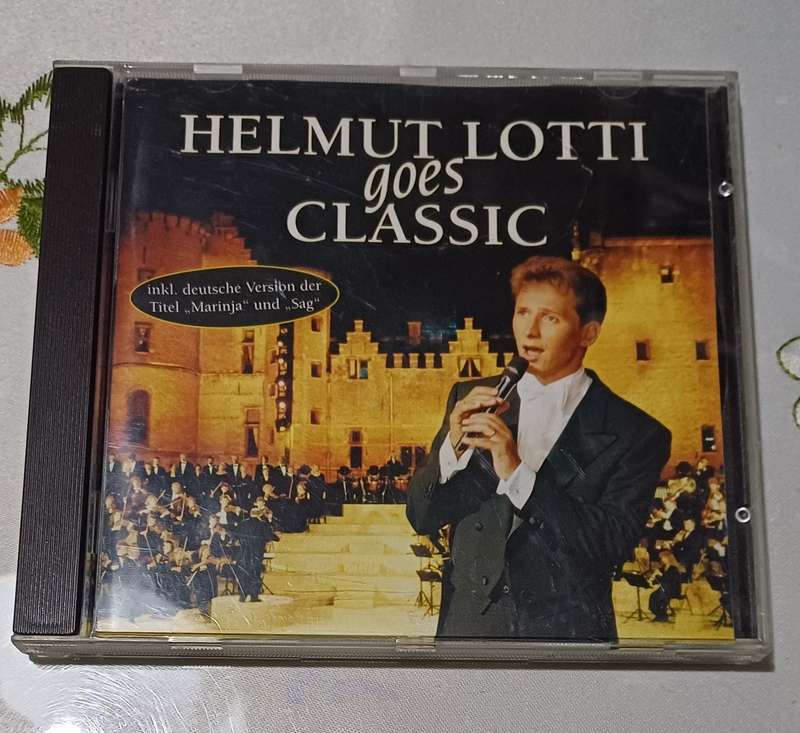 HELMUT LOTTI
goes
CLASSIC
inkl. deutsche Version der
Titel „Marinja“ und „Sag“